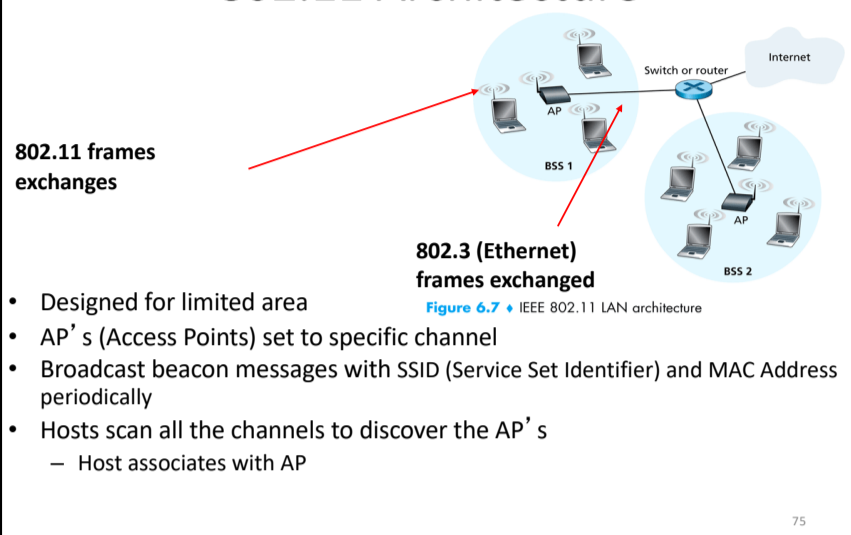 Internet
Switch or router
AP
BSS 1
802.11 frames
exchanges
AP
BSS 2
802.3 (Ethernet)
frames exchanged
Figure 6.7 ♦ IEEE 802.11 LAN architecture
• Designed for limited area
• AP's (Access Points) set to specific channel
• Broadcast beacon messages with SSID (Service Set Identifier) and MAC Address
periodically
• Hosts scan all the channels to discover the AP's
– Host associates with AP
75